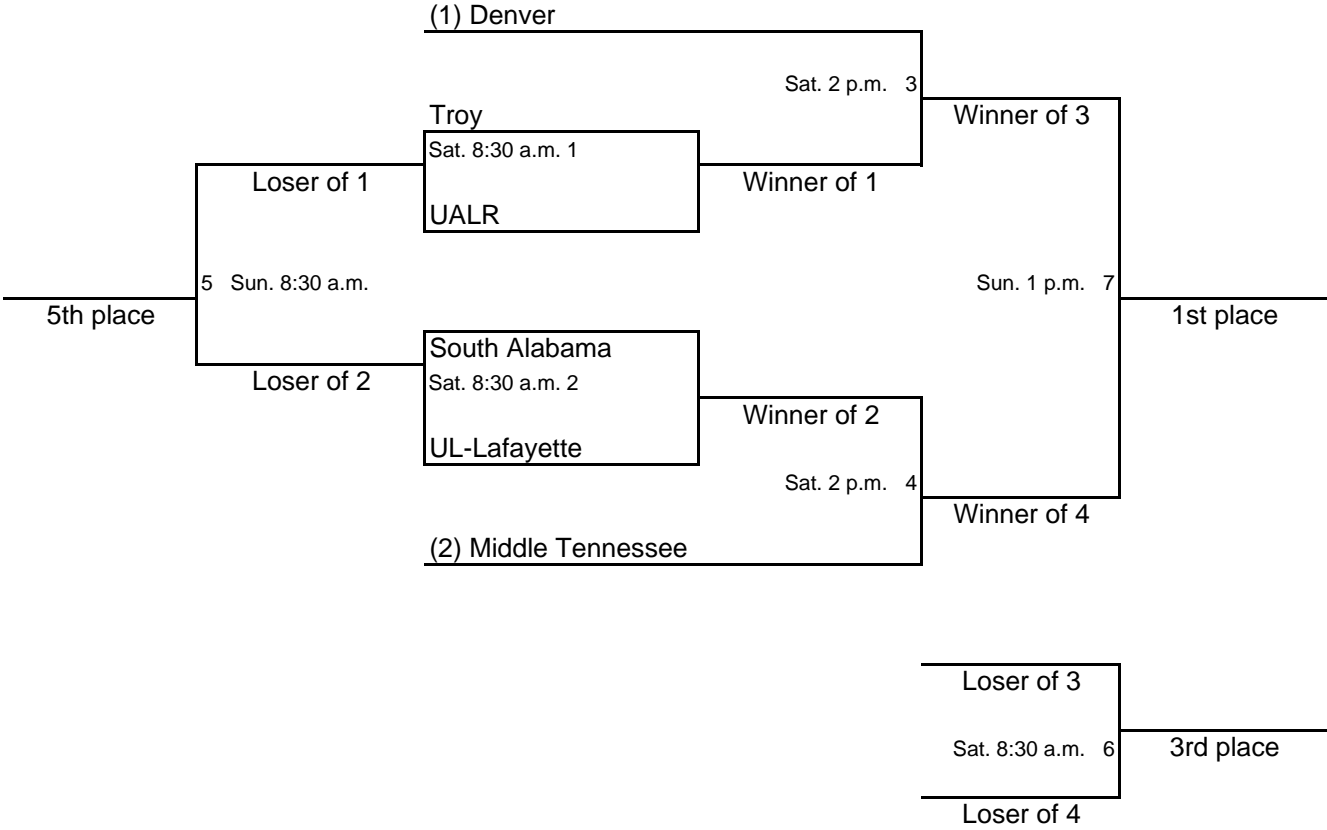 (1) Denver
Sat. 2 p.m. 3
Winner of 3
Troy
Sat. 8:30 a.m. 1
Loser of 1
Winner of 1
UALR
5 Sun. 8:30 a.m.
Sun. 1 p.m. 7
5th place
1st place
South Alabama
Sat. 8:30 a.m. 2
Loser of 2
Winner of 2
UL-Lafayette
Sat. 2 p.m. 4
Winner of 4
(2) Middle Tennessee
Loser of 3
Sat. 8:30 a.m. 6
3rd place
Loser of 4